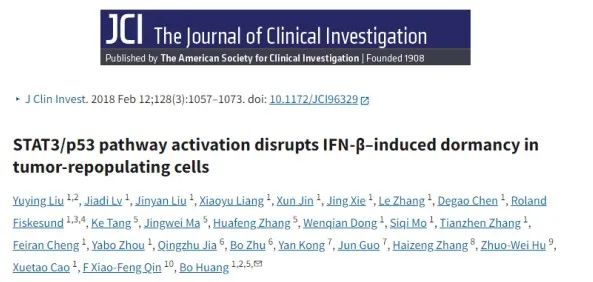 JCI The Journal of Clinical Investigation
Published by The American Society for Clinical Investigation | Founded 1908
‣ J Clin Invest. 2018 Feb 12;128(3):1057–1073. doi: 10.1172/JCI96329
STAT3/p53 pathway activation disrupts IFN-β–induced dormancy in
tumor-repopulating cells
Yuying Liu 1,2, Jiadi Lv 1, Jinyan Liu 1, Xiaoyu Liang 1, Xun Jin 1, Jing Xie 1, Le Zhang 1, Degao Chen 1, Roland
Fiskesund 1,3,4, Ke Tang 5, Jingwei Ma 5, Huafeng Zhang 5, Wenqian Dong 1, Siqi Mo 1, Tianzhen Zhang 1,
Feiran Cheng 1, Yabo Zhou 1, Qingzhu Jia 6, Bo Zhu 6, Yan Kong 7, Jun Guo 7, Haizeng Zhang 8, Zhuo-Wei Hu 9,
Xuetao Cao 1, F Xiao-Feng Qin 10, Bo Huang 1,2,5,✉